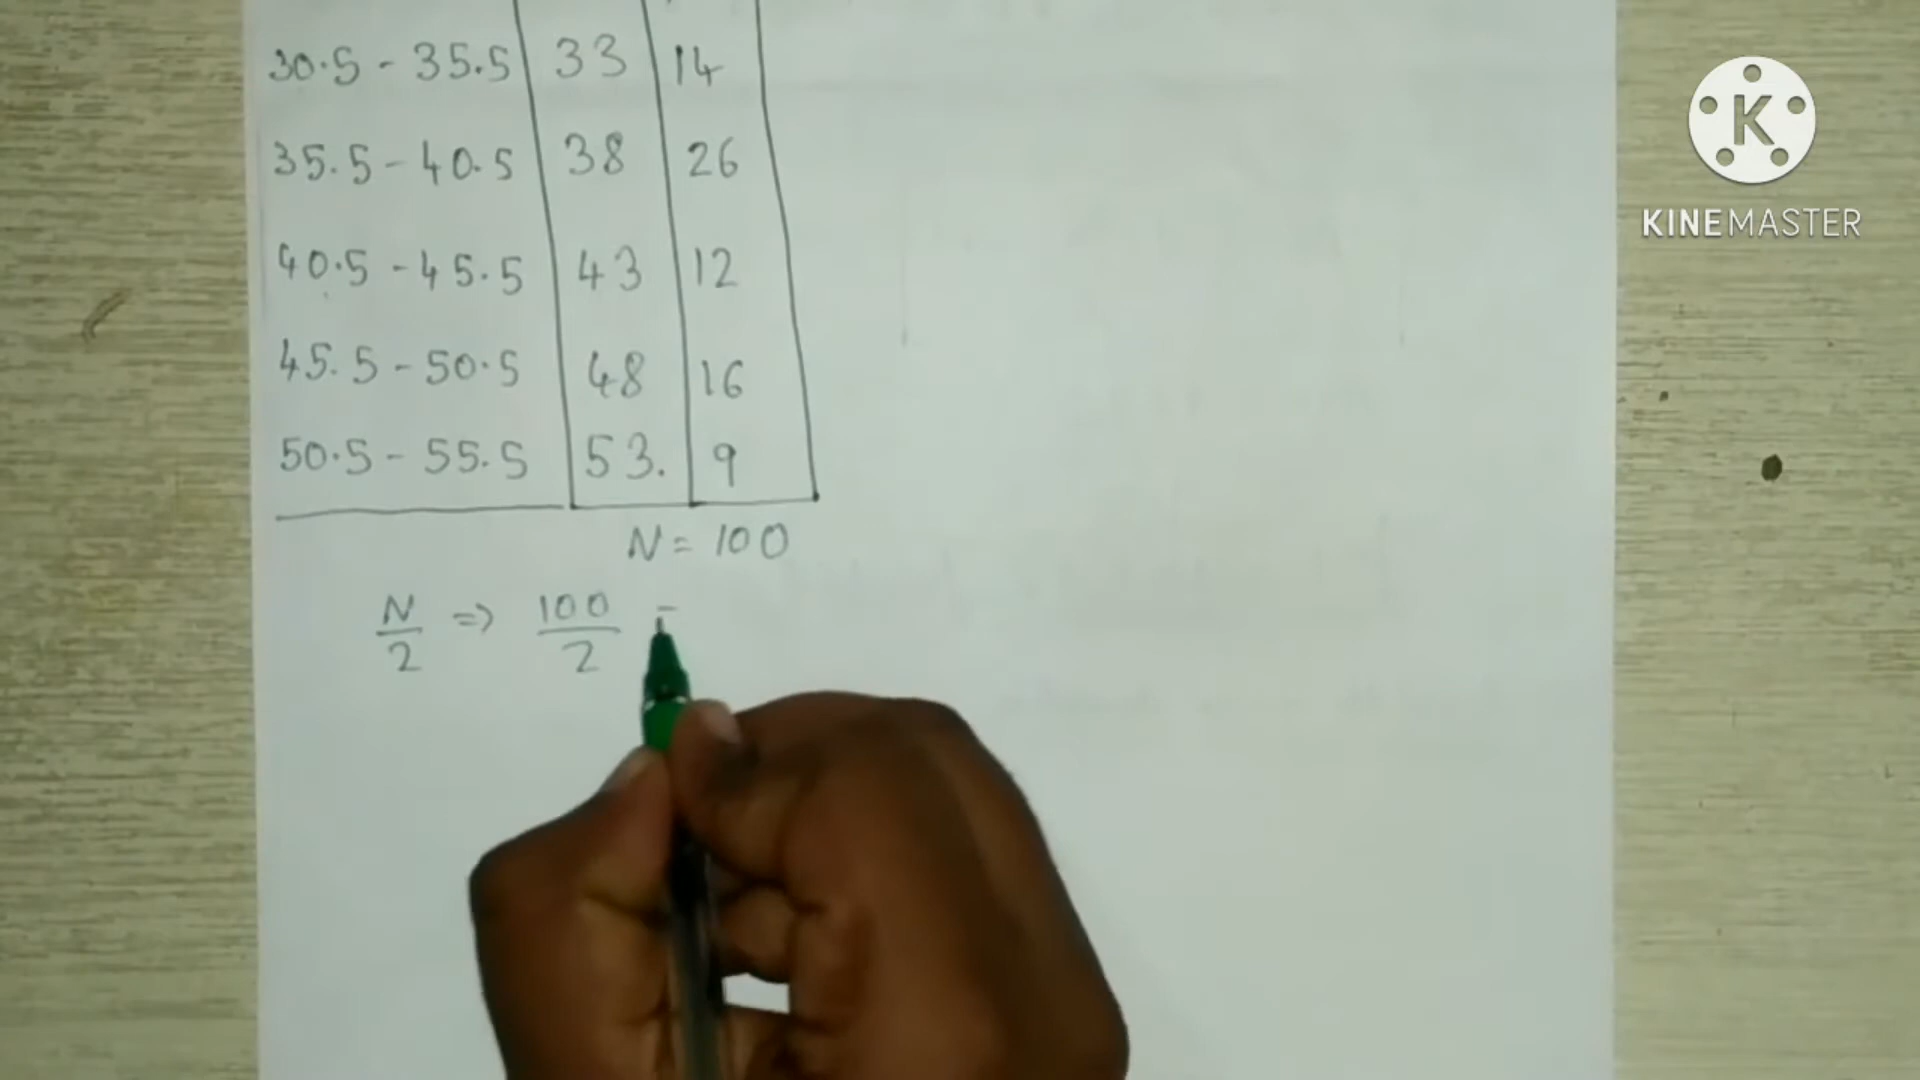 30.5 - 35.5 33 14
35.5 - 40.5 38 26
40.5 - 45.5 43 12
45.5 - 50.5 48 16
50.5 - 55.5 53. 9
N = 100
N/2 => 100/2 =
K
KINEMASTER